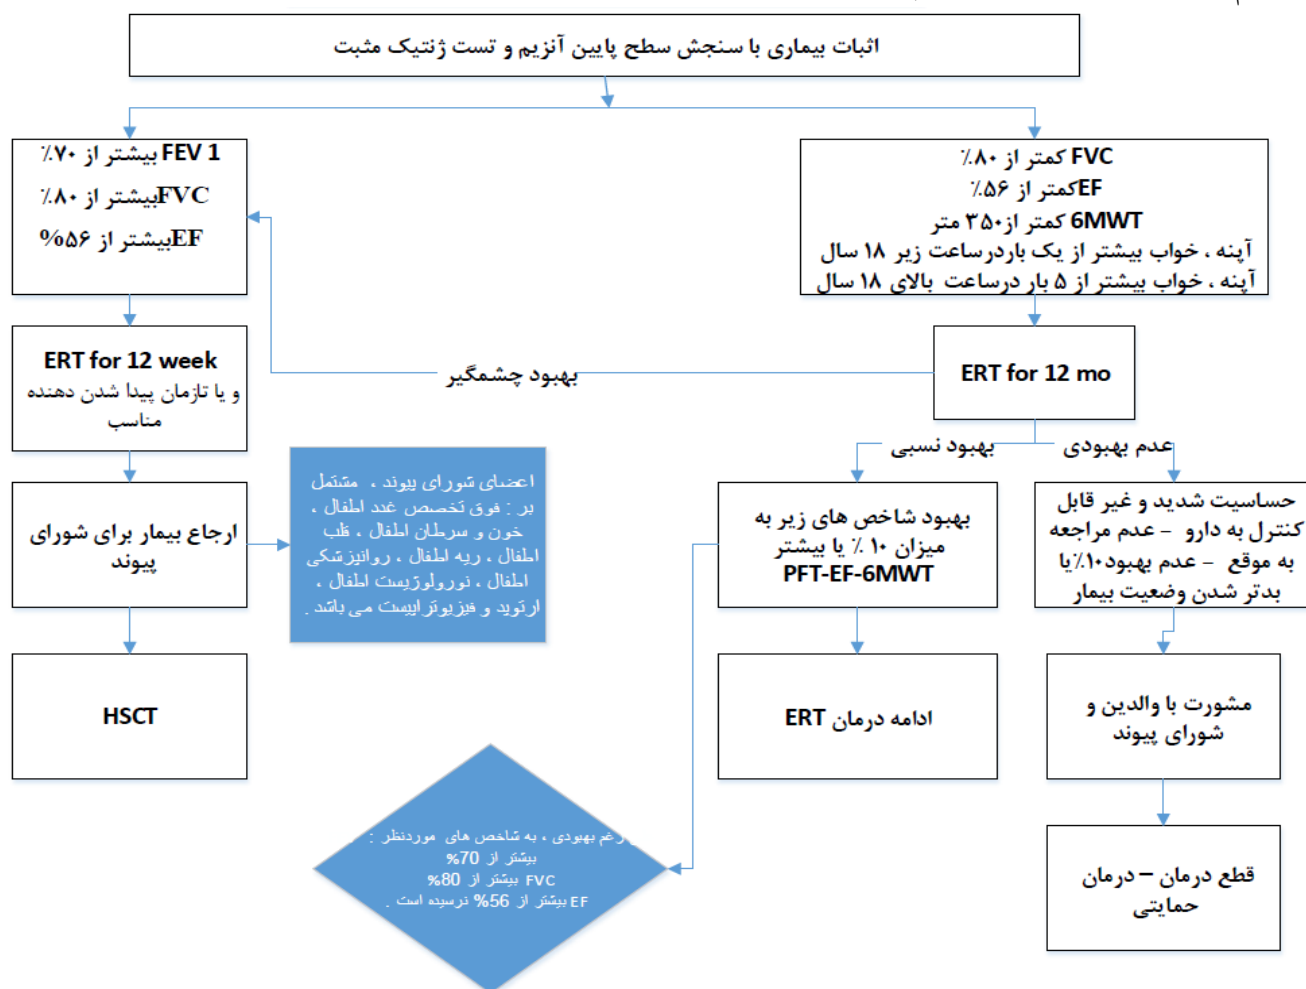 اثبات بیماری با سنجش سطح پایین آنزیم و تست ژنتیک مثبت
FEV 1 بیشتر از ۷۰٪
FVCبیشتر از ۸۰٪
EFبیشتر از ۵۶%
FVC کمتر از ۸۰٪
EFکمتر از ۵۶٪
6MWT کمتر از۳۵۰ متر
آپنه ، خواب بیشتر از یک باردرساعت زیر ۱۸ سال
آپنه ، خواب بیشتر از ۵ بار درساعت بالای ۱۸ سال
ERT for 12 week
و یا تازمان پیدا شدن دهنده
مناسب
بهبود چشمگیر
ERT for 12 mo
بهبود نسبی
عدم بهبودی
ارجاع بیمار برای شورای
پیوند
اعضای شورای پیوند ، مشتمل
بر : فوق تخصص غدد اطفال ،
خون و سرطان اطفال ، قلب
اطفال ، ریه اطفال ، روانپزشکی
اطفال ، نورولوژیست اطفال ،
ارتوپد و فیزیوتراپیست می باشد .
بهبود شاخص های زیر به
میزان ۱۰ ٪ یا بیشتر
PFT-EF-6MWT
حساسیت شدید و غیر قابل
کنترل به دارو - عدم مراجعه
به موقع - عدم بهبود۱۰٪یا
بدتر شدن وضعیت بیمار
HSCT
ادامه درمان ERT
مشورت با والدین و
شورای پیوند
رغم بهبودی ، به شاخص های موردنظر :
بیشتر از 70%
FVC بیشتر از 80%
EF بیشتر از 56% نرسیده است .
قطع درمان – درمان
حمایتی